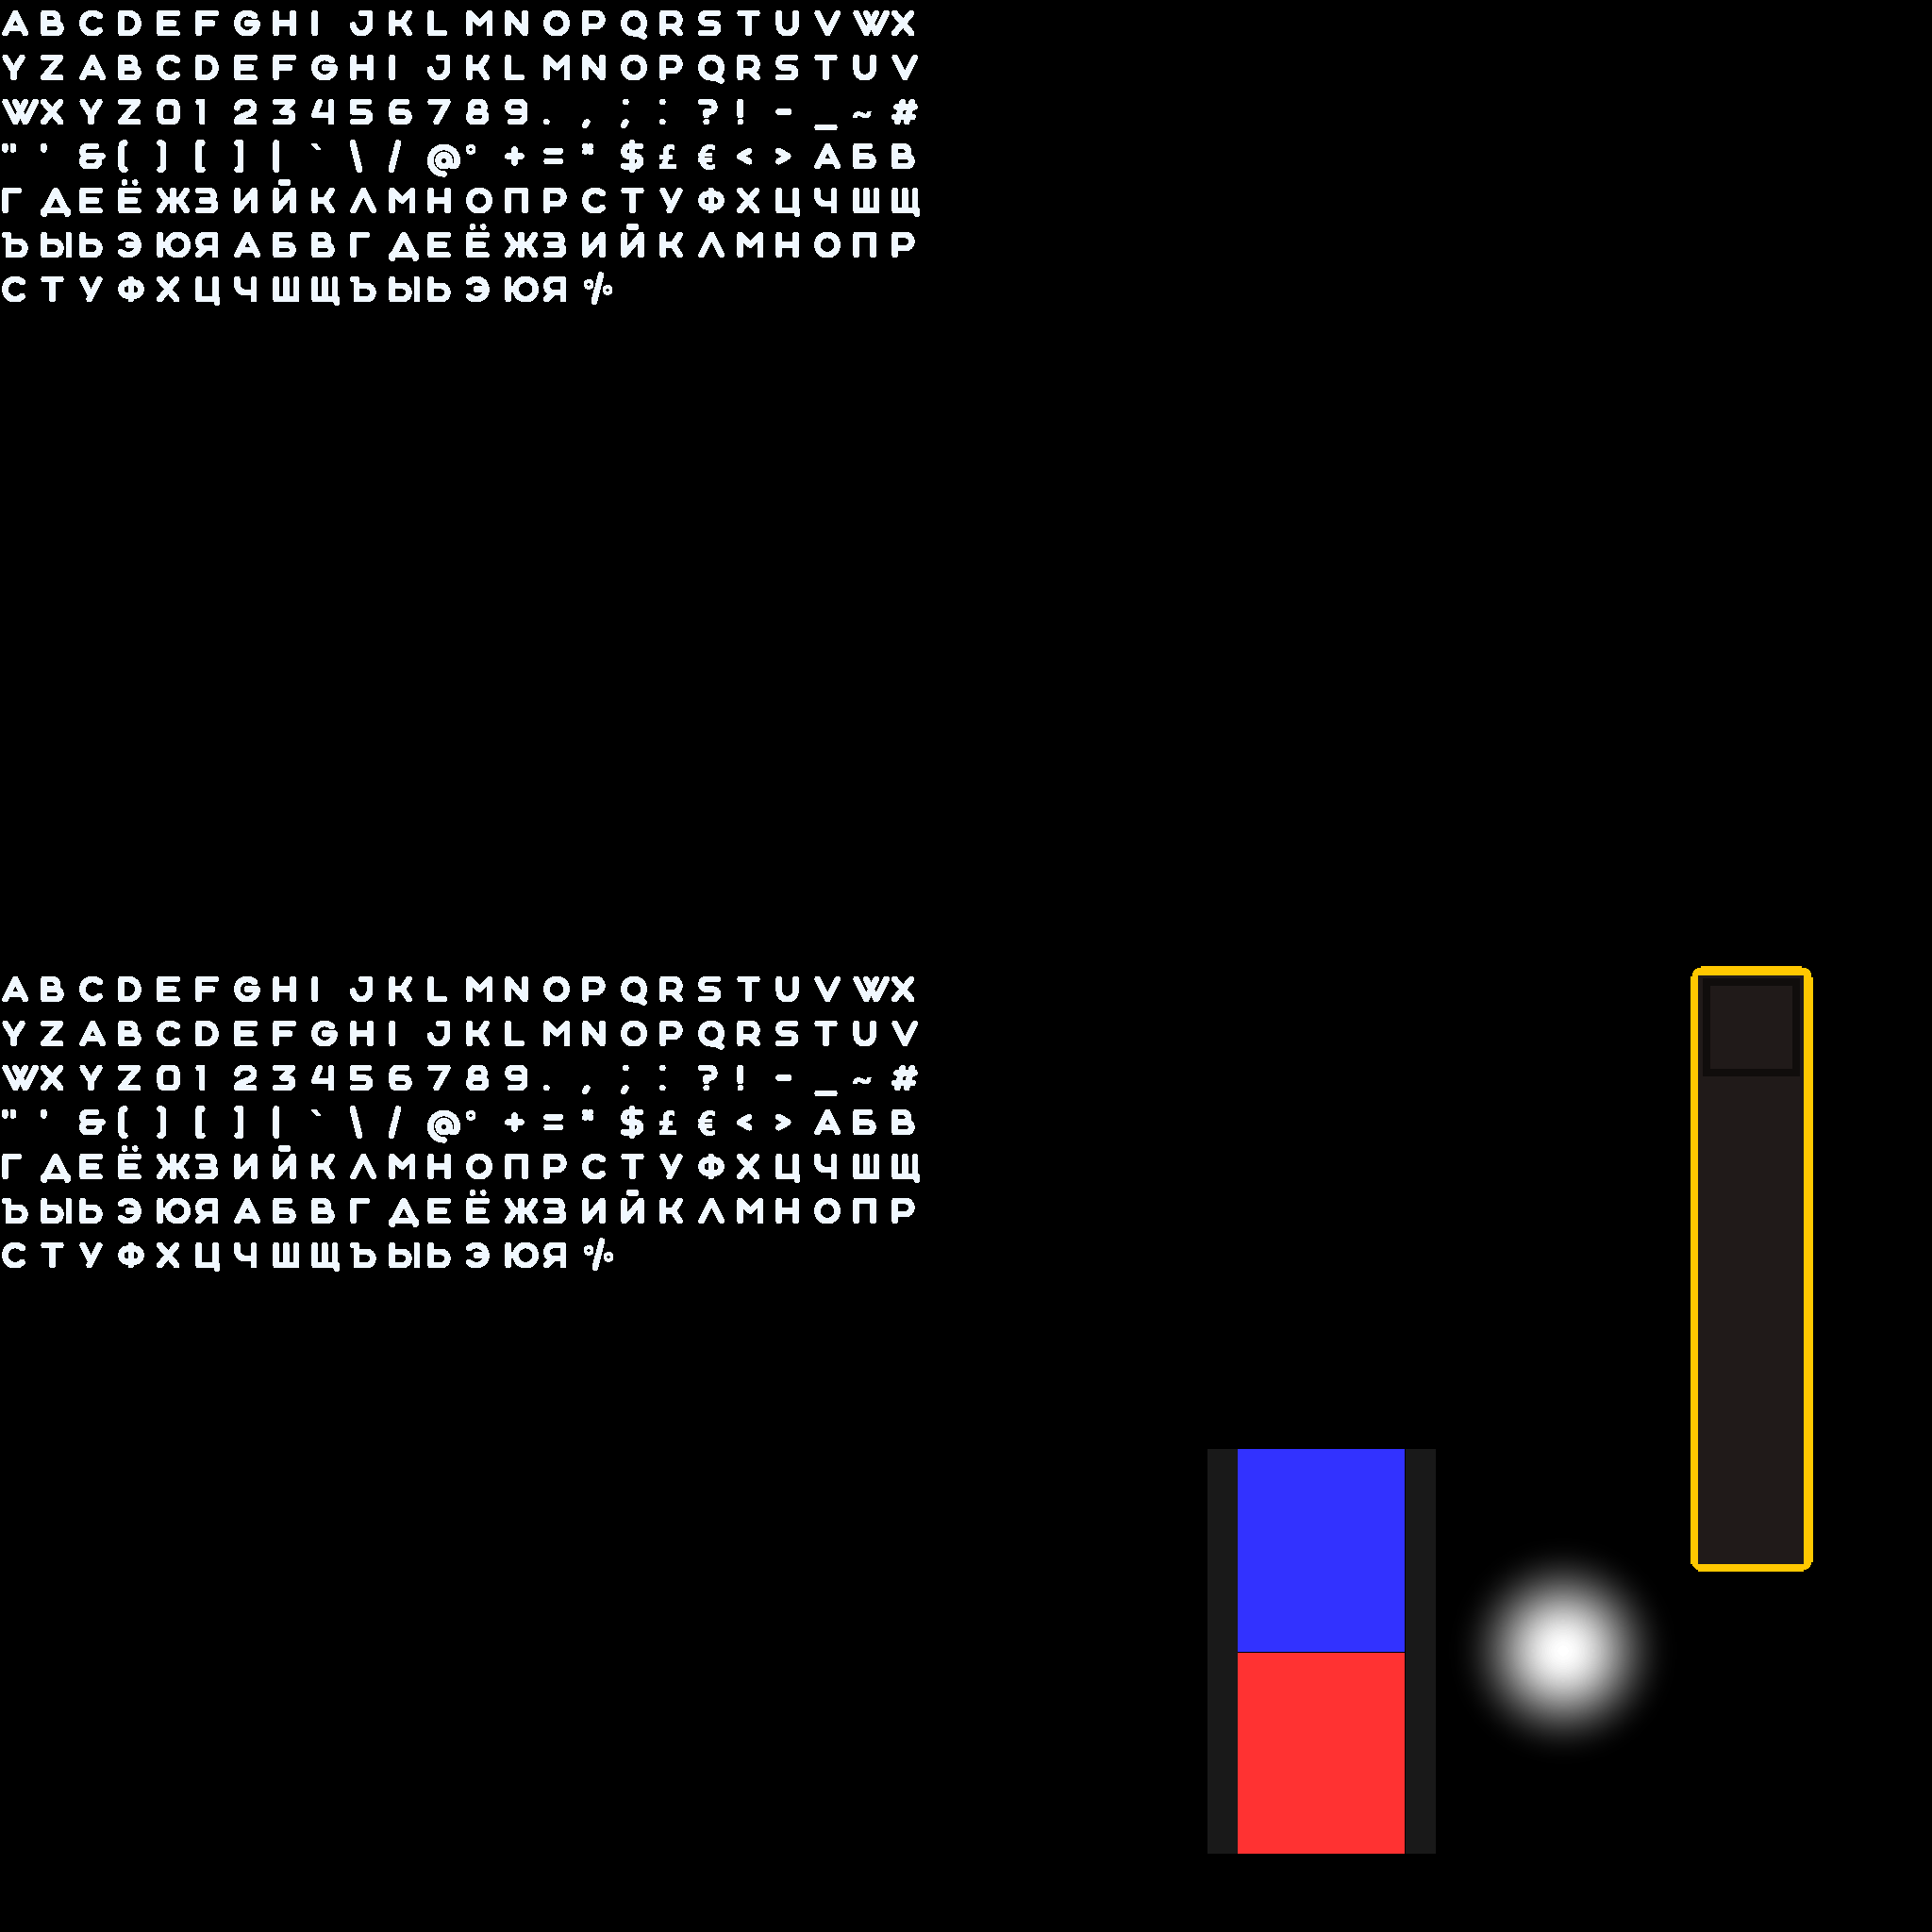 A B C D E F G H I J K L M N O P Q R S T U V W X
Y Z A B C D E F G H I J K L M N O P Q R S T U V
W X Y Z 0 1 2 3 4 5 6 7 8 9 . , ; : ? ! - _ ~ #
" ' & ( ) [ ] | ` \ / @ ° + = * $ £ € < > А Б В
Г Д Е Ё Ж З И Й К Л М Н О П Р С Т У Ф Х Ц Ч Ш Щ
Ъ Ы Ь Э Ю Я А Б В Г Д Е Ё Ж З И Й К Л М Н О П Р
С Т У Ф Х Ц Ч Ш Щ Ъ Ы Ь Э Ю Я %
A B C D E F G H I J K L M N O P Q R S T U V W X
Y Z A B C D E F G H I J K L M N O P Q R S T U V
W X Y Z 0 1 2 3 4 5 6 7 8 9 . , ; : ? ! - _ ~ #
" ' & ( ) [ ] | ` \ / @ ° + = * $ £ € < > А Б В
Г Д Е Ё Ж З И Й К Л М Н О П Р С Т У Ф Х Ц Ч Ш Щ
Ъ Ы Ь Э Ю Я А Б В Г Д Е Ё Ж З И Й К Л М Н О П Р
С Т У Ф Х Ц Ч Ш Щ Ъ Ы Ь Э Ю Я %